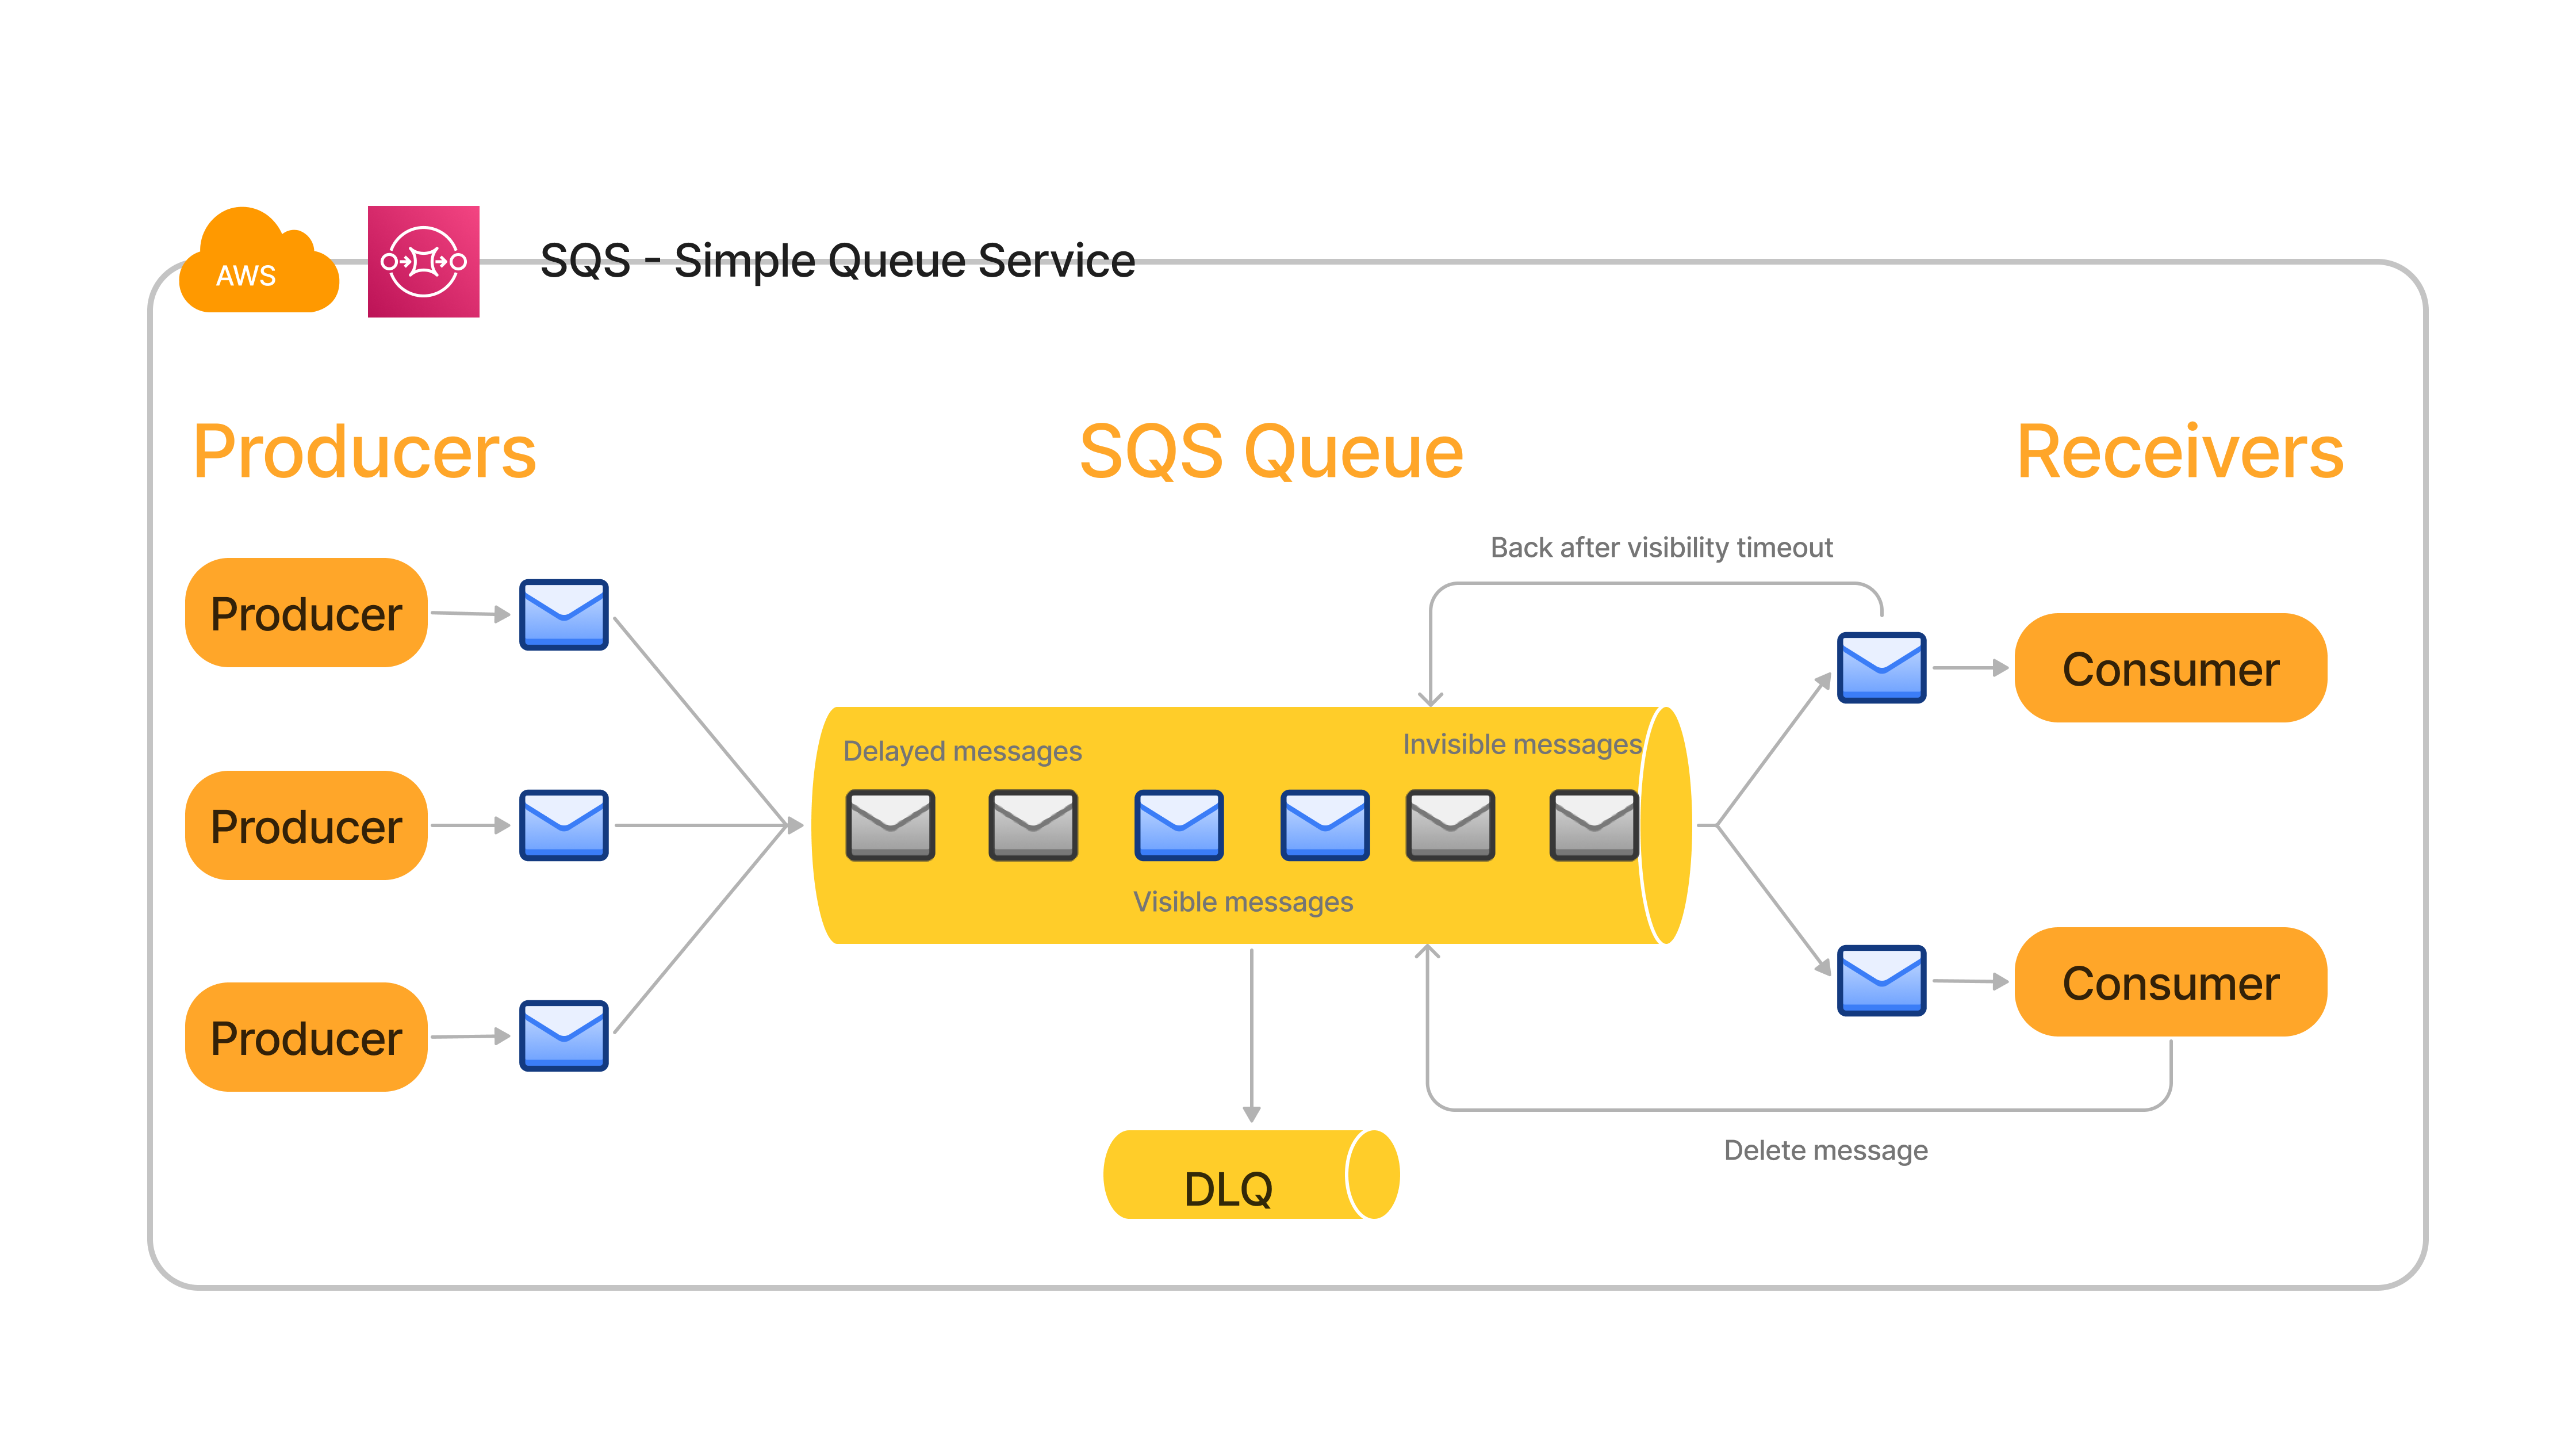 AWS
SQS - Simple Queue Service
Producers
SQS Queue
Receivers
Back after visibility timeout
Producer
Consumer
Delayed messages
Invisible messages
Producer
Visible messages
Consumer
Producer
Delete message
DLQ